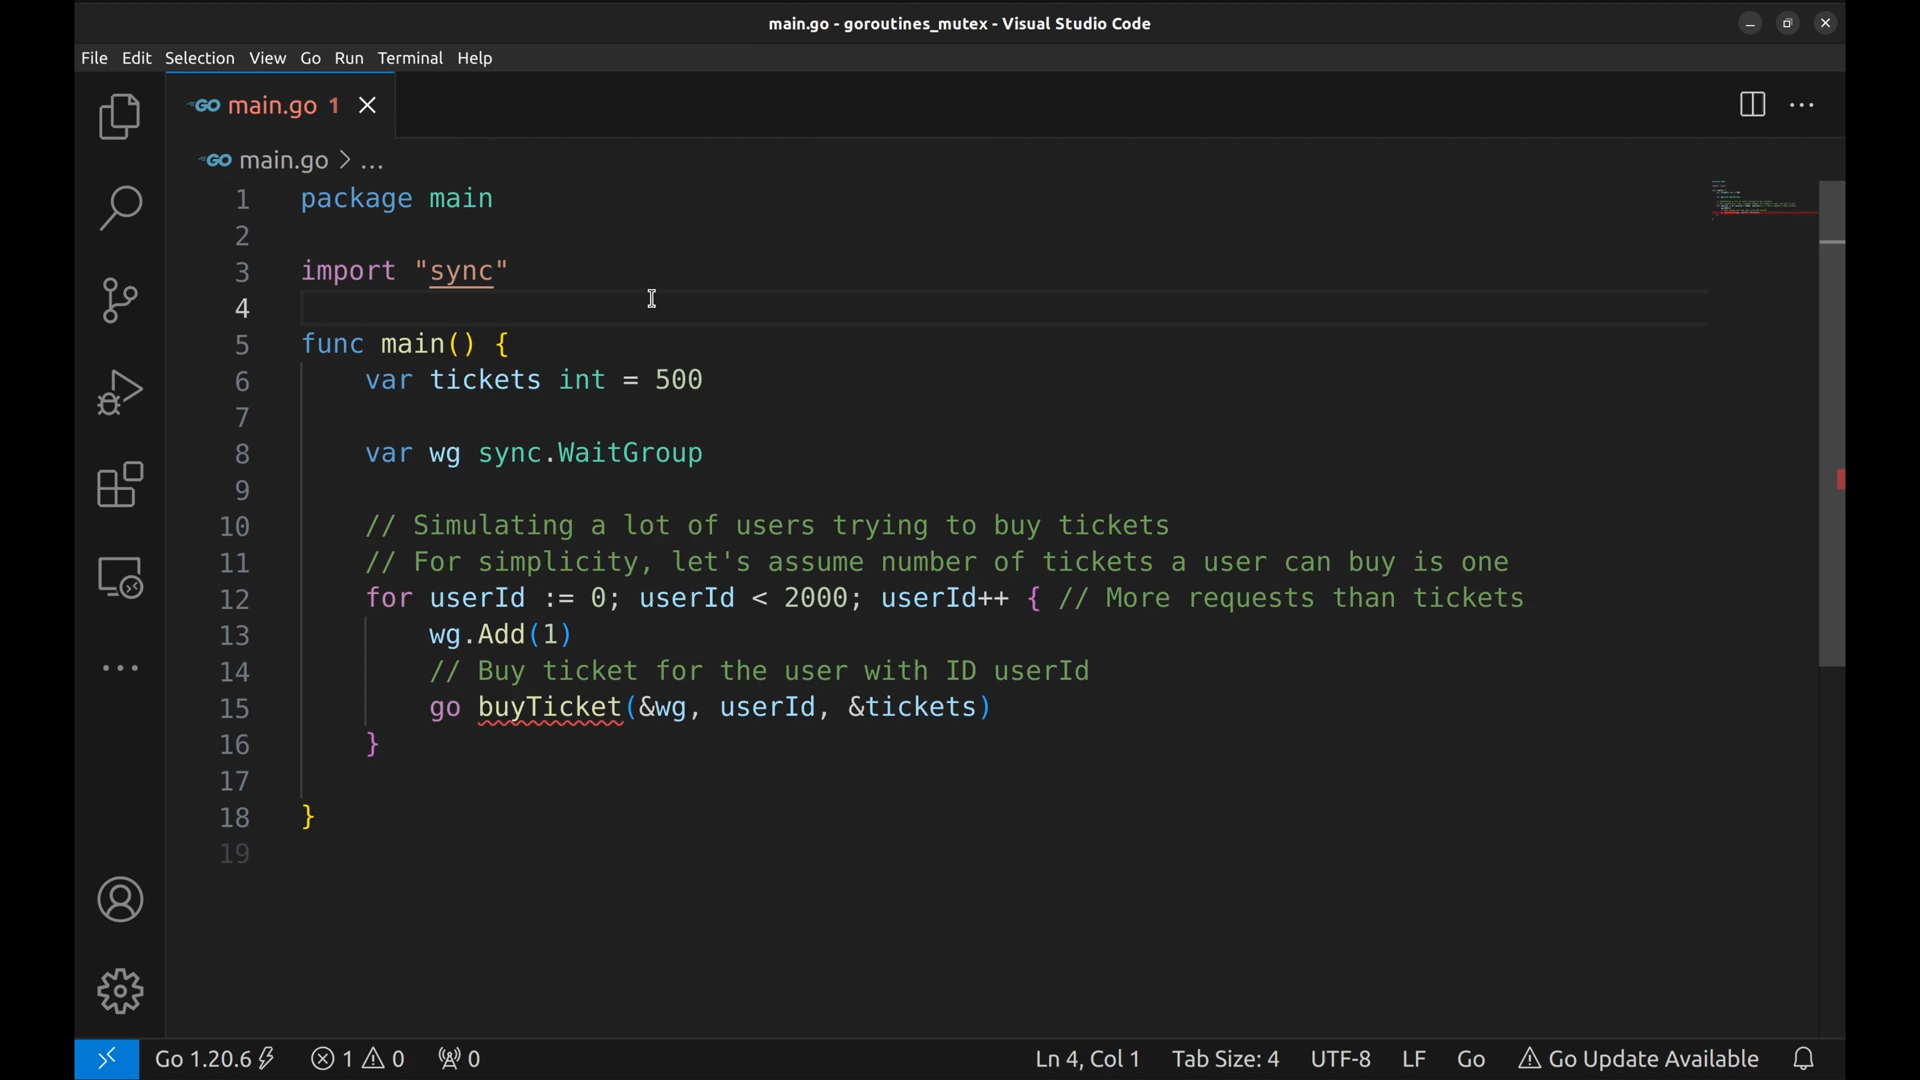 main.go - goroutines_mutex - Visual Studio Code
File Edit Selection View Go Run Terminal Help
GO main.go 1
GO main.go > ...
1 package main
2
3 import "sync"
4
5 func main() {
6 var tickets int = 500
7
8 var wg sync.WaitGroup
9
10 // Simulating a lot of users trying to buy tickets
11 // For simplicity, let's assume number of tickets a user can buy is one
12 for userId := 0; userId < 2000; userId++ { // More requests than tickets
13 wg.Add(1)
14 // Buy ticket for the user with ID userId
15 go buyTicket(&wg, userId, &tickets)
16 }
17
18 }
19
Go 1.20.6 1 0 0 Ln 4, Col 1 Tab Size: 4 UTF-8 LF Go Go Update Available